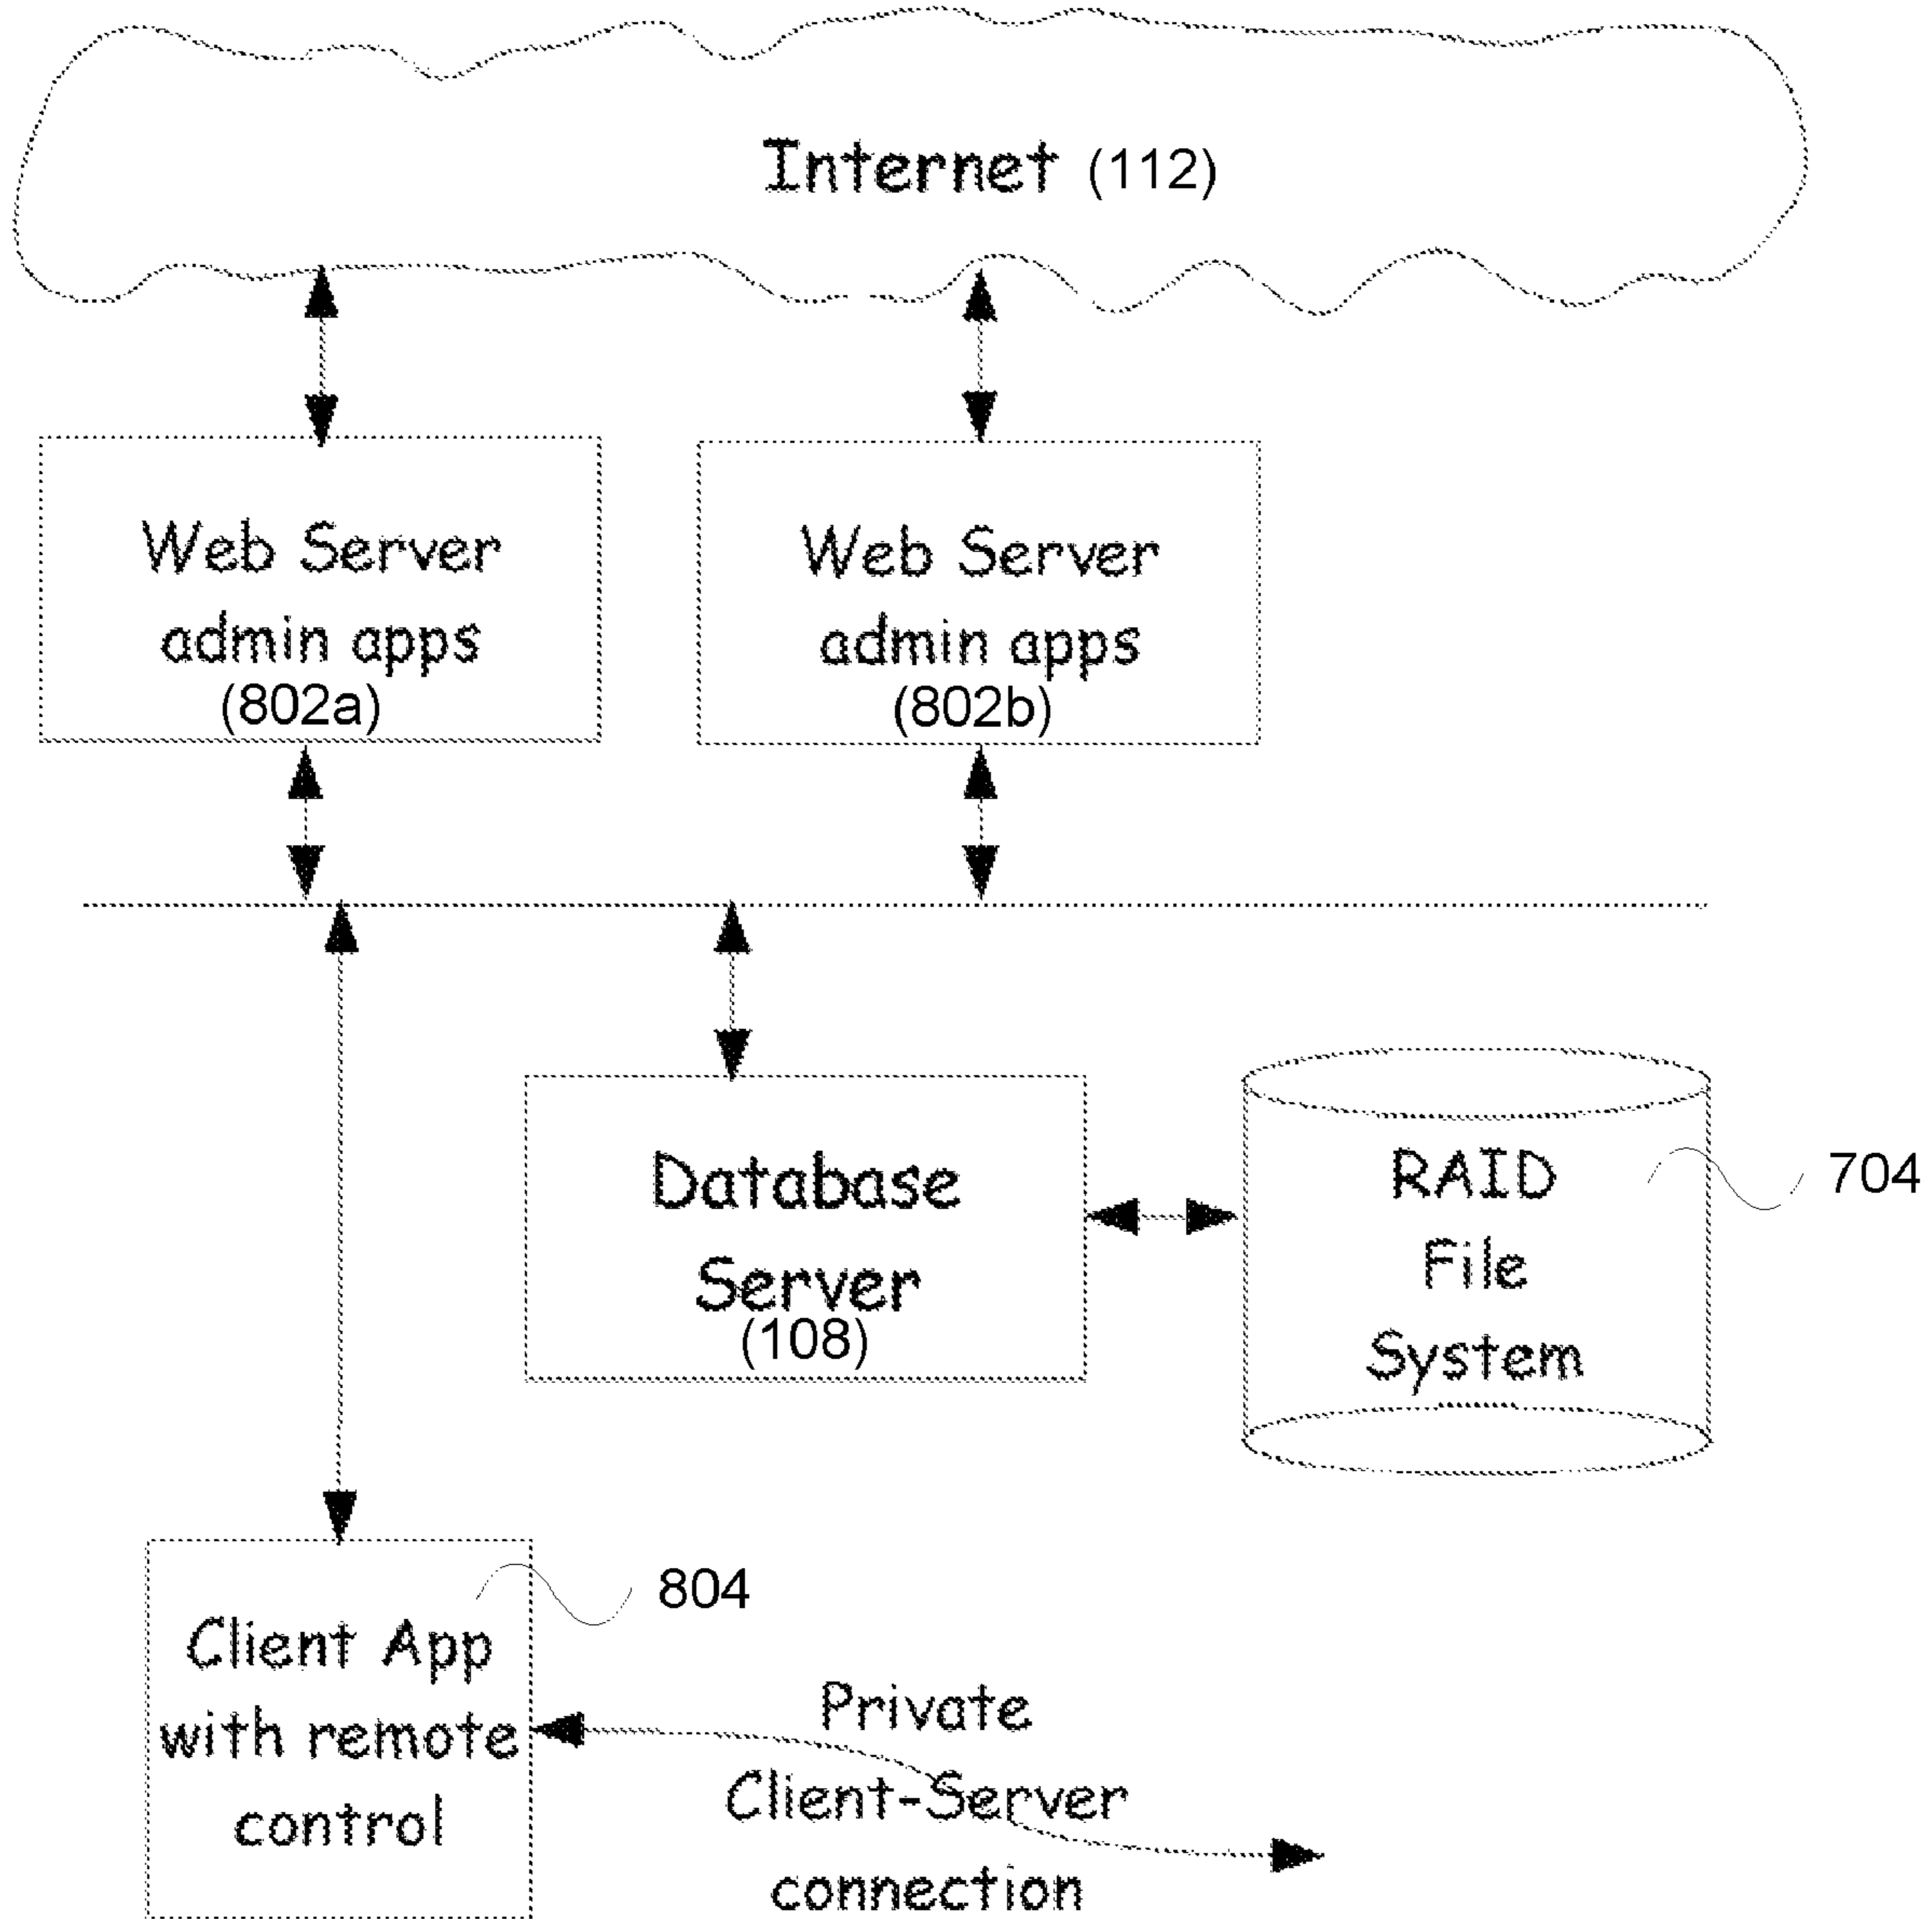 Internet (112)
Web Server
admin apps
(802a)
Web Server
admin apps
(802b)
Database
Server
(108)
RAID
File
System
704
804
Client App
with remote
control
Private
Client-Server
connection